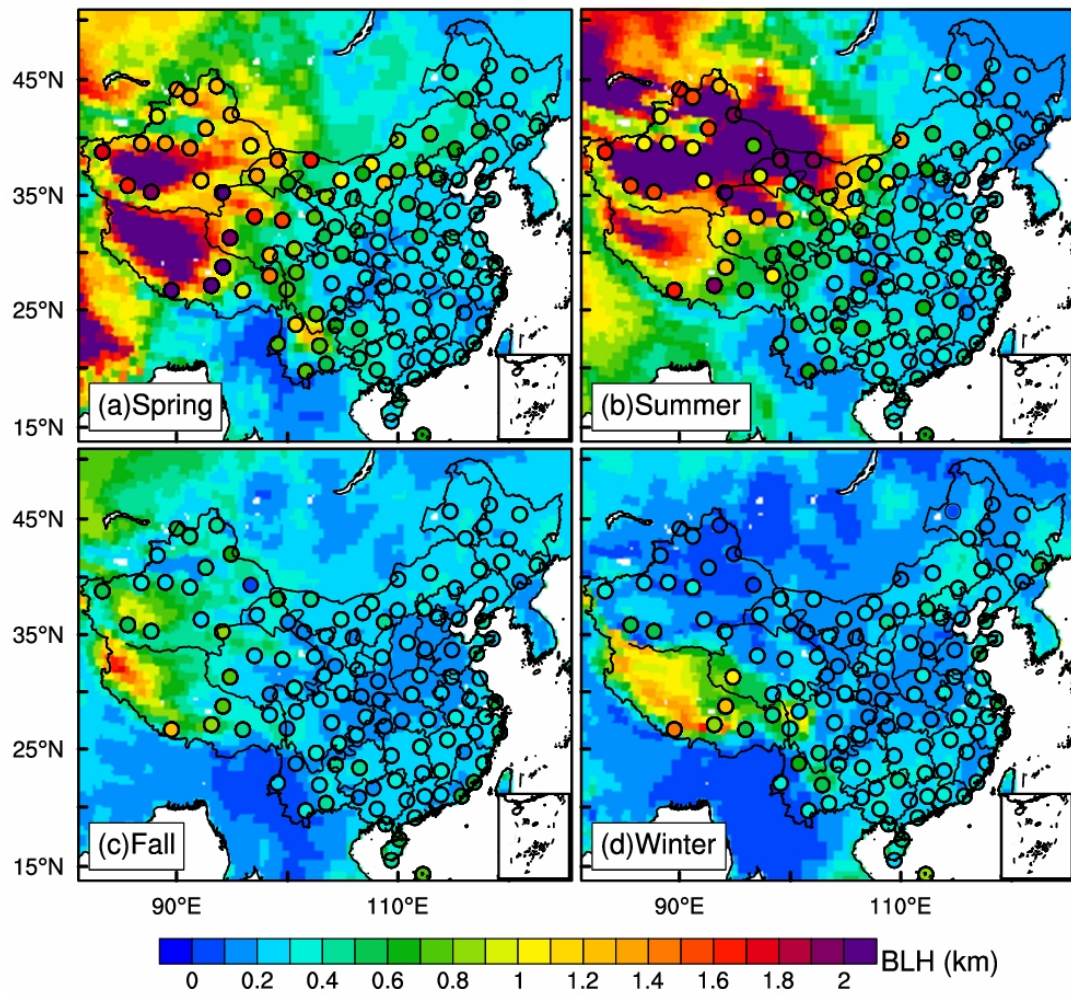 45°N
35°N
25°N
15°N
(a)Spring
(b)Summer
45°N
35°N
25°N
15°N
(c)Fall
(d)Winter
90°E 110°E 90°E 110°E
0 0.2 0.4 0.6 0.8 1 1.2 1.4 1.6 1.8 2 BLH (km)